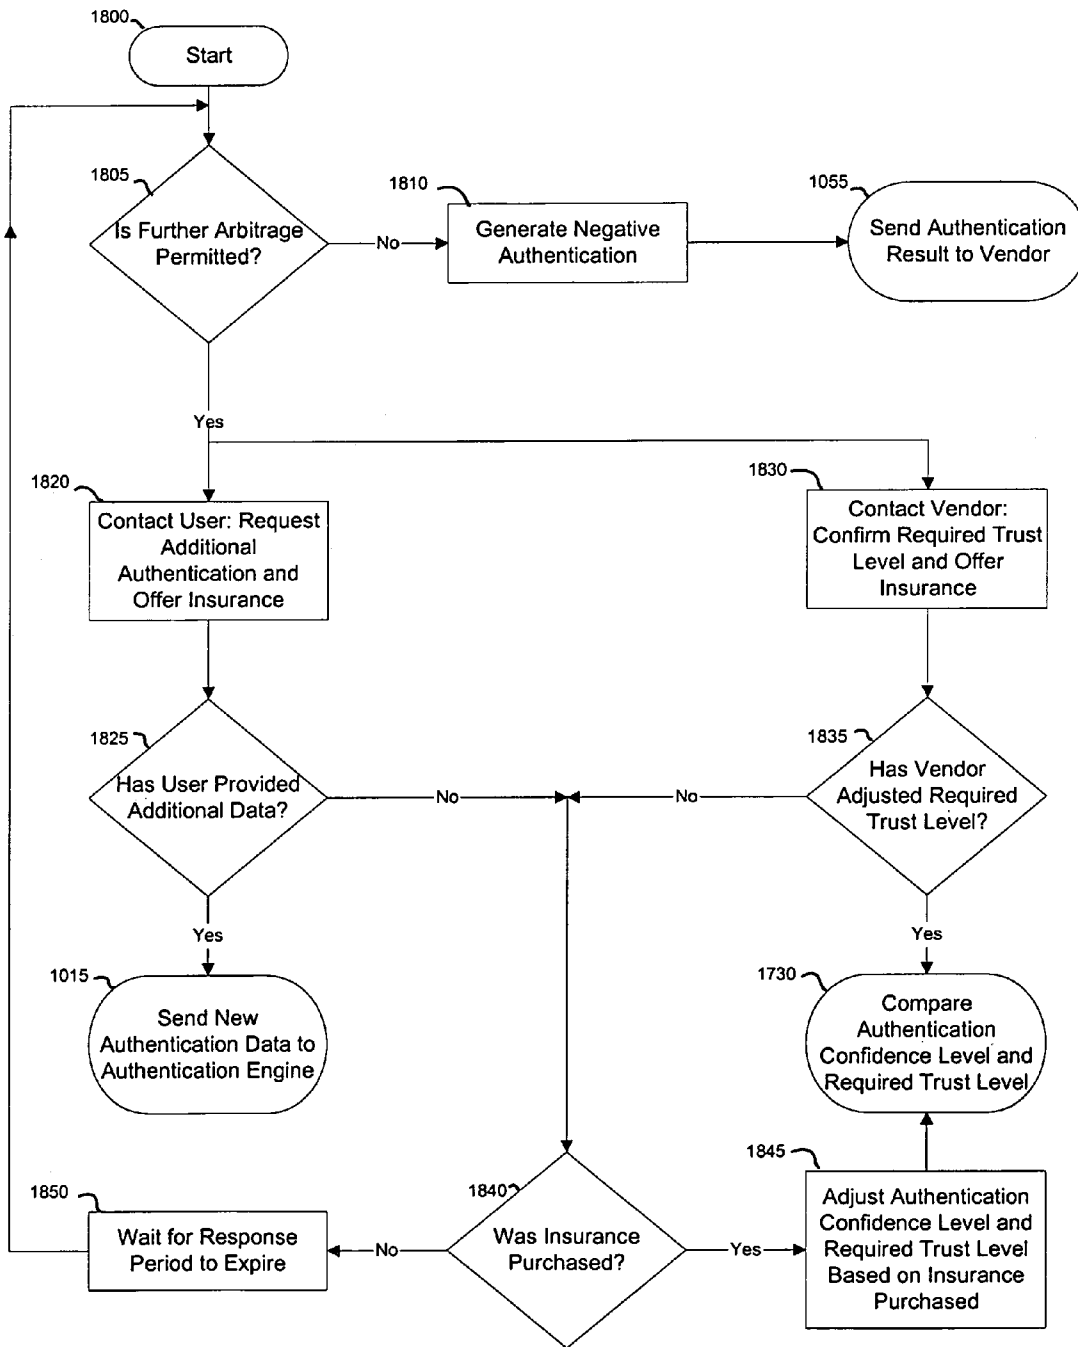 1800
Start
1805
Is Further Arbitrage
Permitted?
No
1810
Generate Negative
Authentication
1055
Send Authentication
Result to Vendor
Yes
1820
Contact User: Request
Additional
Authentication and
Offer Insurance
1830
Contact Vendor:
Confirm Required Trust
Level and Offer
Insurance
1825
Has User Provided
Additional Data?
No
No
1835
Has Vendor
Adjusted Required
Trust Level?
Yes
Yes
1015
Send New
Authentication Data to
Authentication Engine
1730
Compare
Authentication
Confidence Level and
Required Trust Level
1850
Wait for Response
Period to Expire
No
1840
Was Insurance
Purchased?
Yes
1845
Adjust Authentication
Confidence Level and
Required Trust Level
Based on Insurance
Purchased